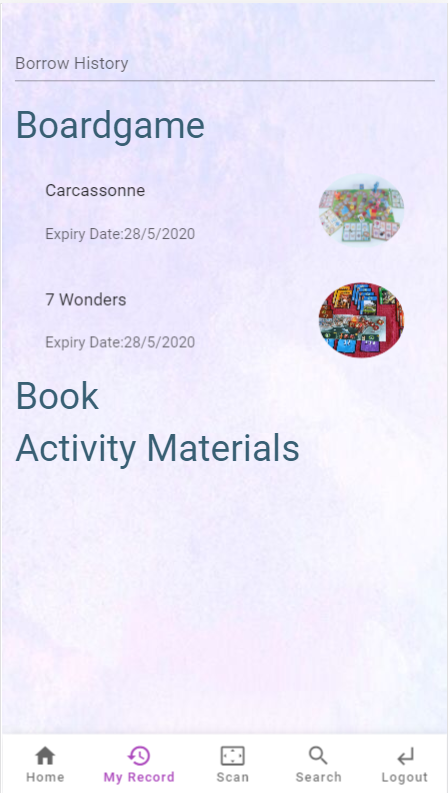 Borrow History
Boardgame
Carcassonne
Expiry Date:28/5/2020
7 Wonders
Expiry Date:28/5/2020
Book
Activity Materials
Home
My Record
Scan
Search
Logout